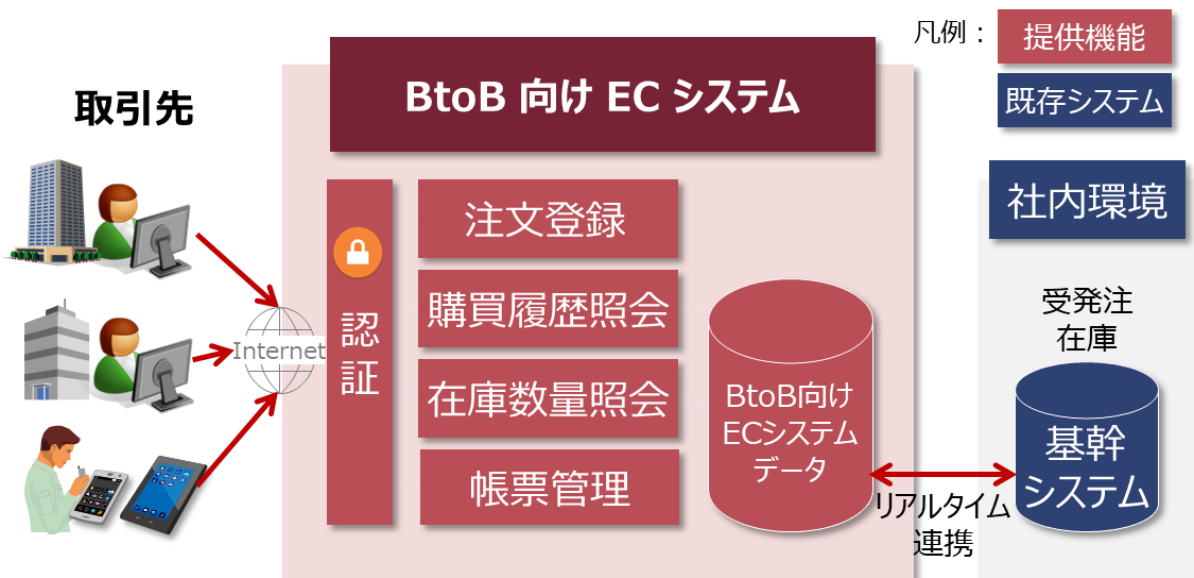 凡例：
提供機能
既存システム
BtoB 向け EC システム
取引先
社内環境
認証
注文登録
購買履歴照会
在庫数量照会
帳票管理
Internet
BtoB向け
ECシステム
データ
受発注
在庫
基幹
システム
リアルタイム
連携